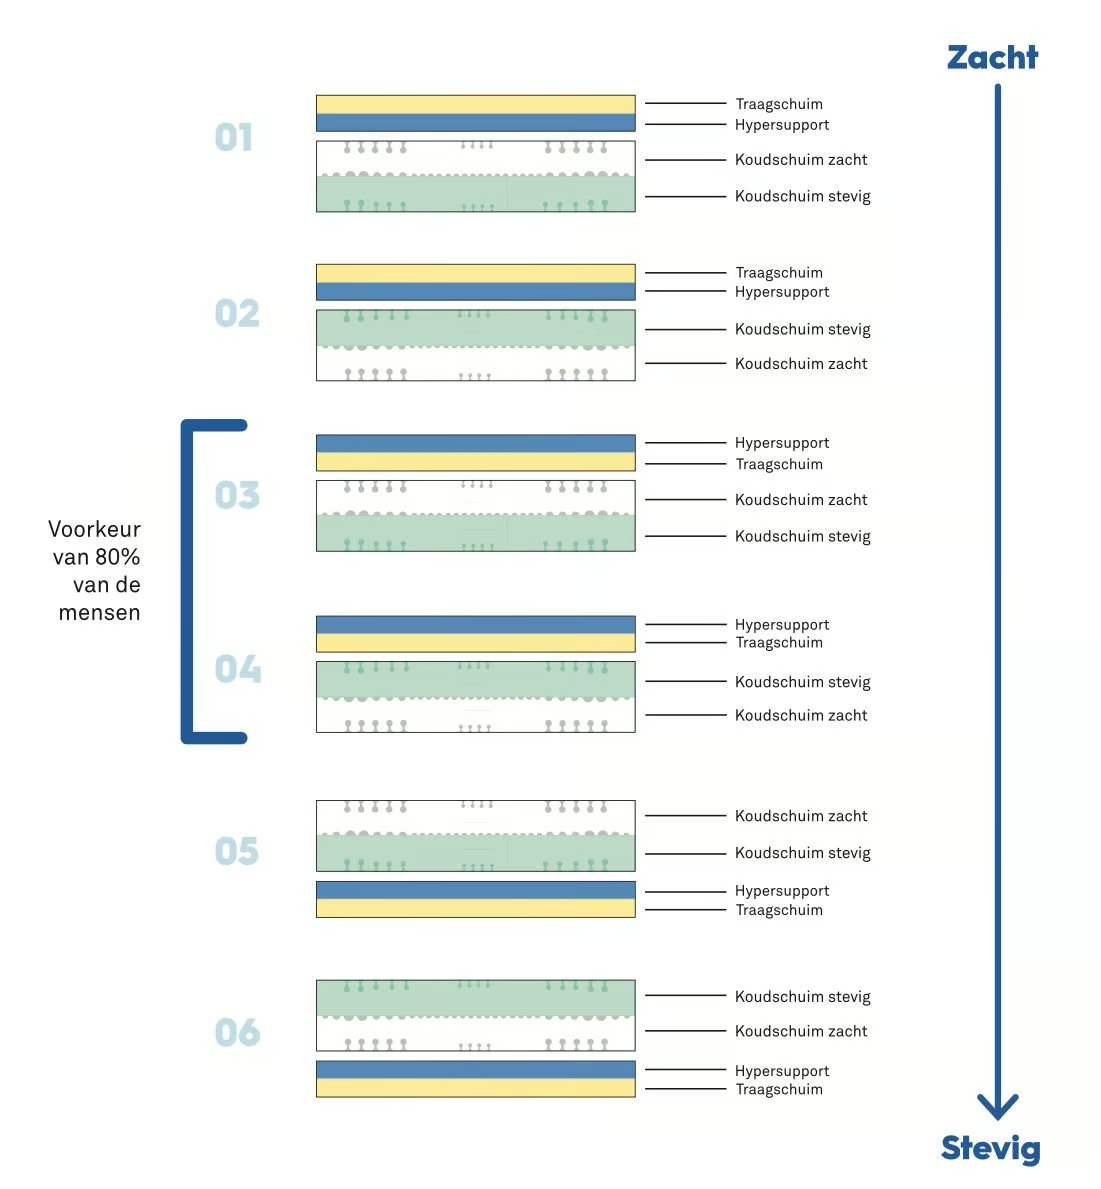 Zacht
01
Traagschuim
Hypersupport
Koudschuim zacht
Koudschuim stevig
02
Traagschuim
Hypersupport
Koudschuim stevig
Koudschuim zacht
Voorkeur
van 80%
van de
mensen
03
Hypersupport
Traagschuim
Koudschuim zacht
Koudschuim stevig
04
Hypersupport
Traagschuim
Koudschuim stevig
Koudschuim zacht
05
Koudschuim zacht
Koudschuim stevig
Hypersupport
Traagschuim
06
Koudschuim stevig
Koudschuim zacht
Hypersupport
Traagschuim
Stevig